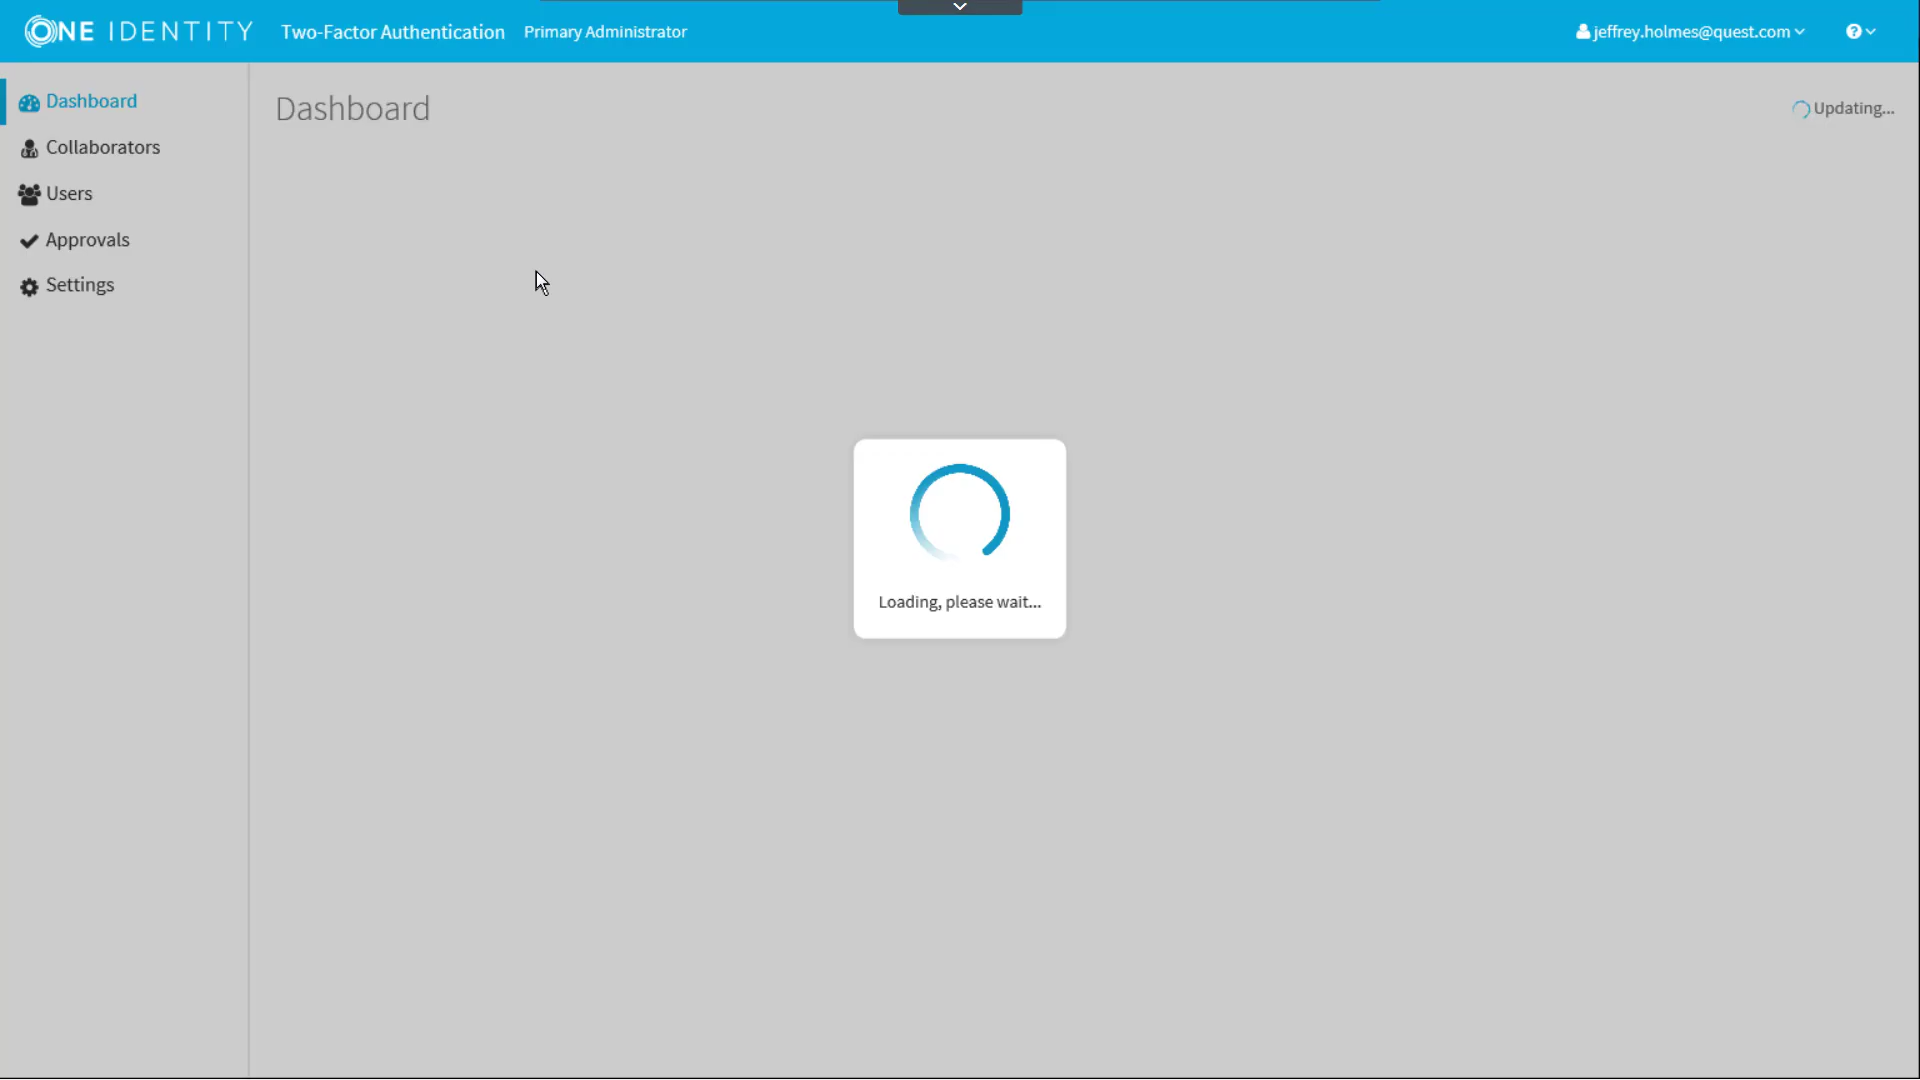 ONE IDENTITY Two-Factor Authentication Primary Administrator jeffrey.holmes@quest.com
Dashboard
Collaborators
Users
Approvals
Settings
Dashboard
Updating...
Loading, please wait...